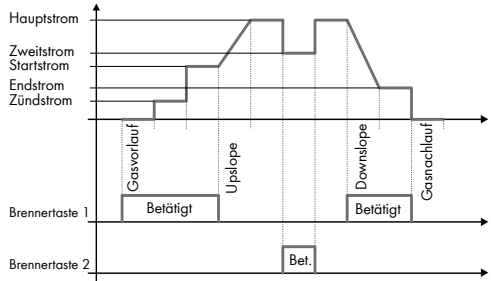 Hauptstrom
Zweitstrom
Startstrom
Endstrom
Zündstrom
Gasvorlauf
Upslope
Downslope
Gasnachlauf
Brennertaste 1
Betätigt
Betätigt
Brennertaste 2
Bet.